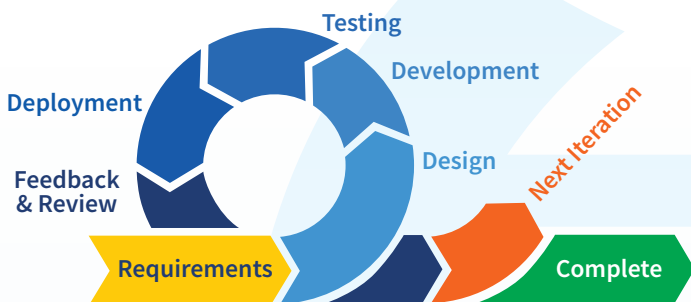 Testing
Development
Deployment
Design
Next Iteration
Feedback
& Review
Requirements
Complete